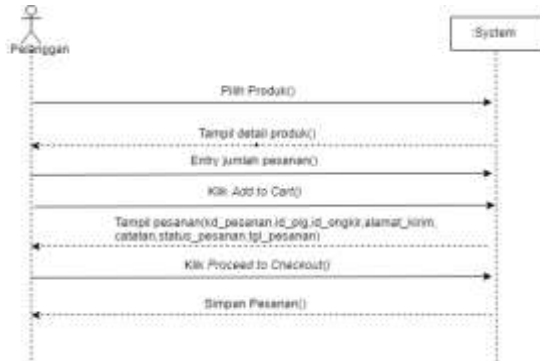 Pelanggan
:System
Pilih Produk()
Tampil detail produk()
Entry jumlah pesanan()
Klik Add to Cart()
Tampil pesanan(kd_pesanan,id_plg,id_ongkir,alamat_kirim,
catatan,status_pesanan,tgl_pesanan)
Klik Proceed to Checkout()
Simpan Pesanan()